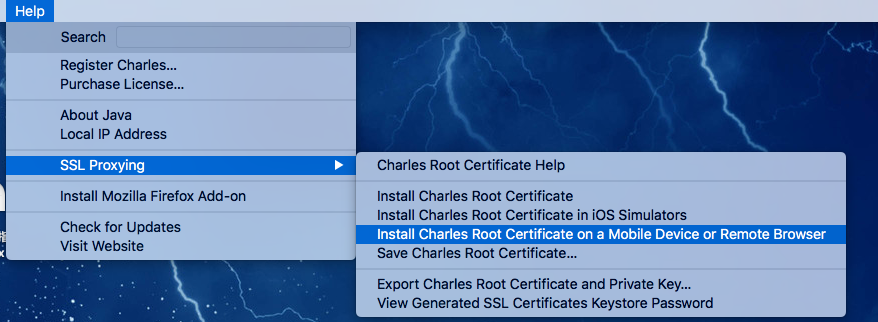 Help
Search
Register Charles...
Purchase License...
About Java
Local IP Address
SSL Proxying
Install Mozilla Firefox Add-on
Check for Updates
Visit Website
Charles Root Certificate Help
Install Charles Root Certificate
Install Charles Root Certificate in iOS Simulators
Install Charles Root Certificate on a Mobile Device or Remote Browser
Save Charles Root Certificate...
Export Charles Root Certificate and Private Key...
View Generated SSL Certificates Keystore Password